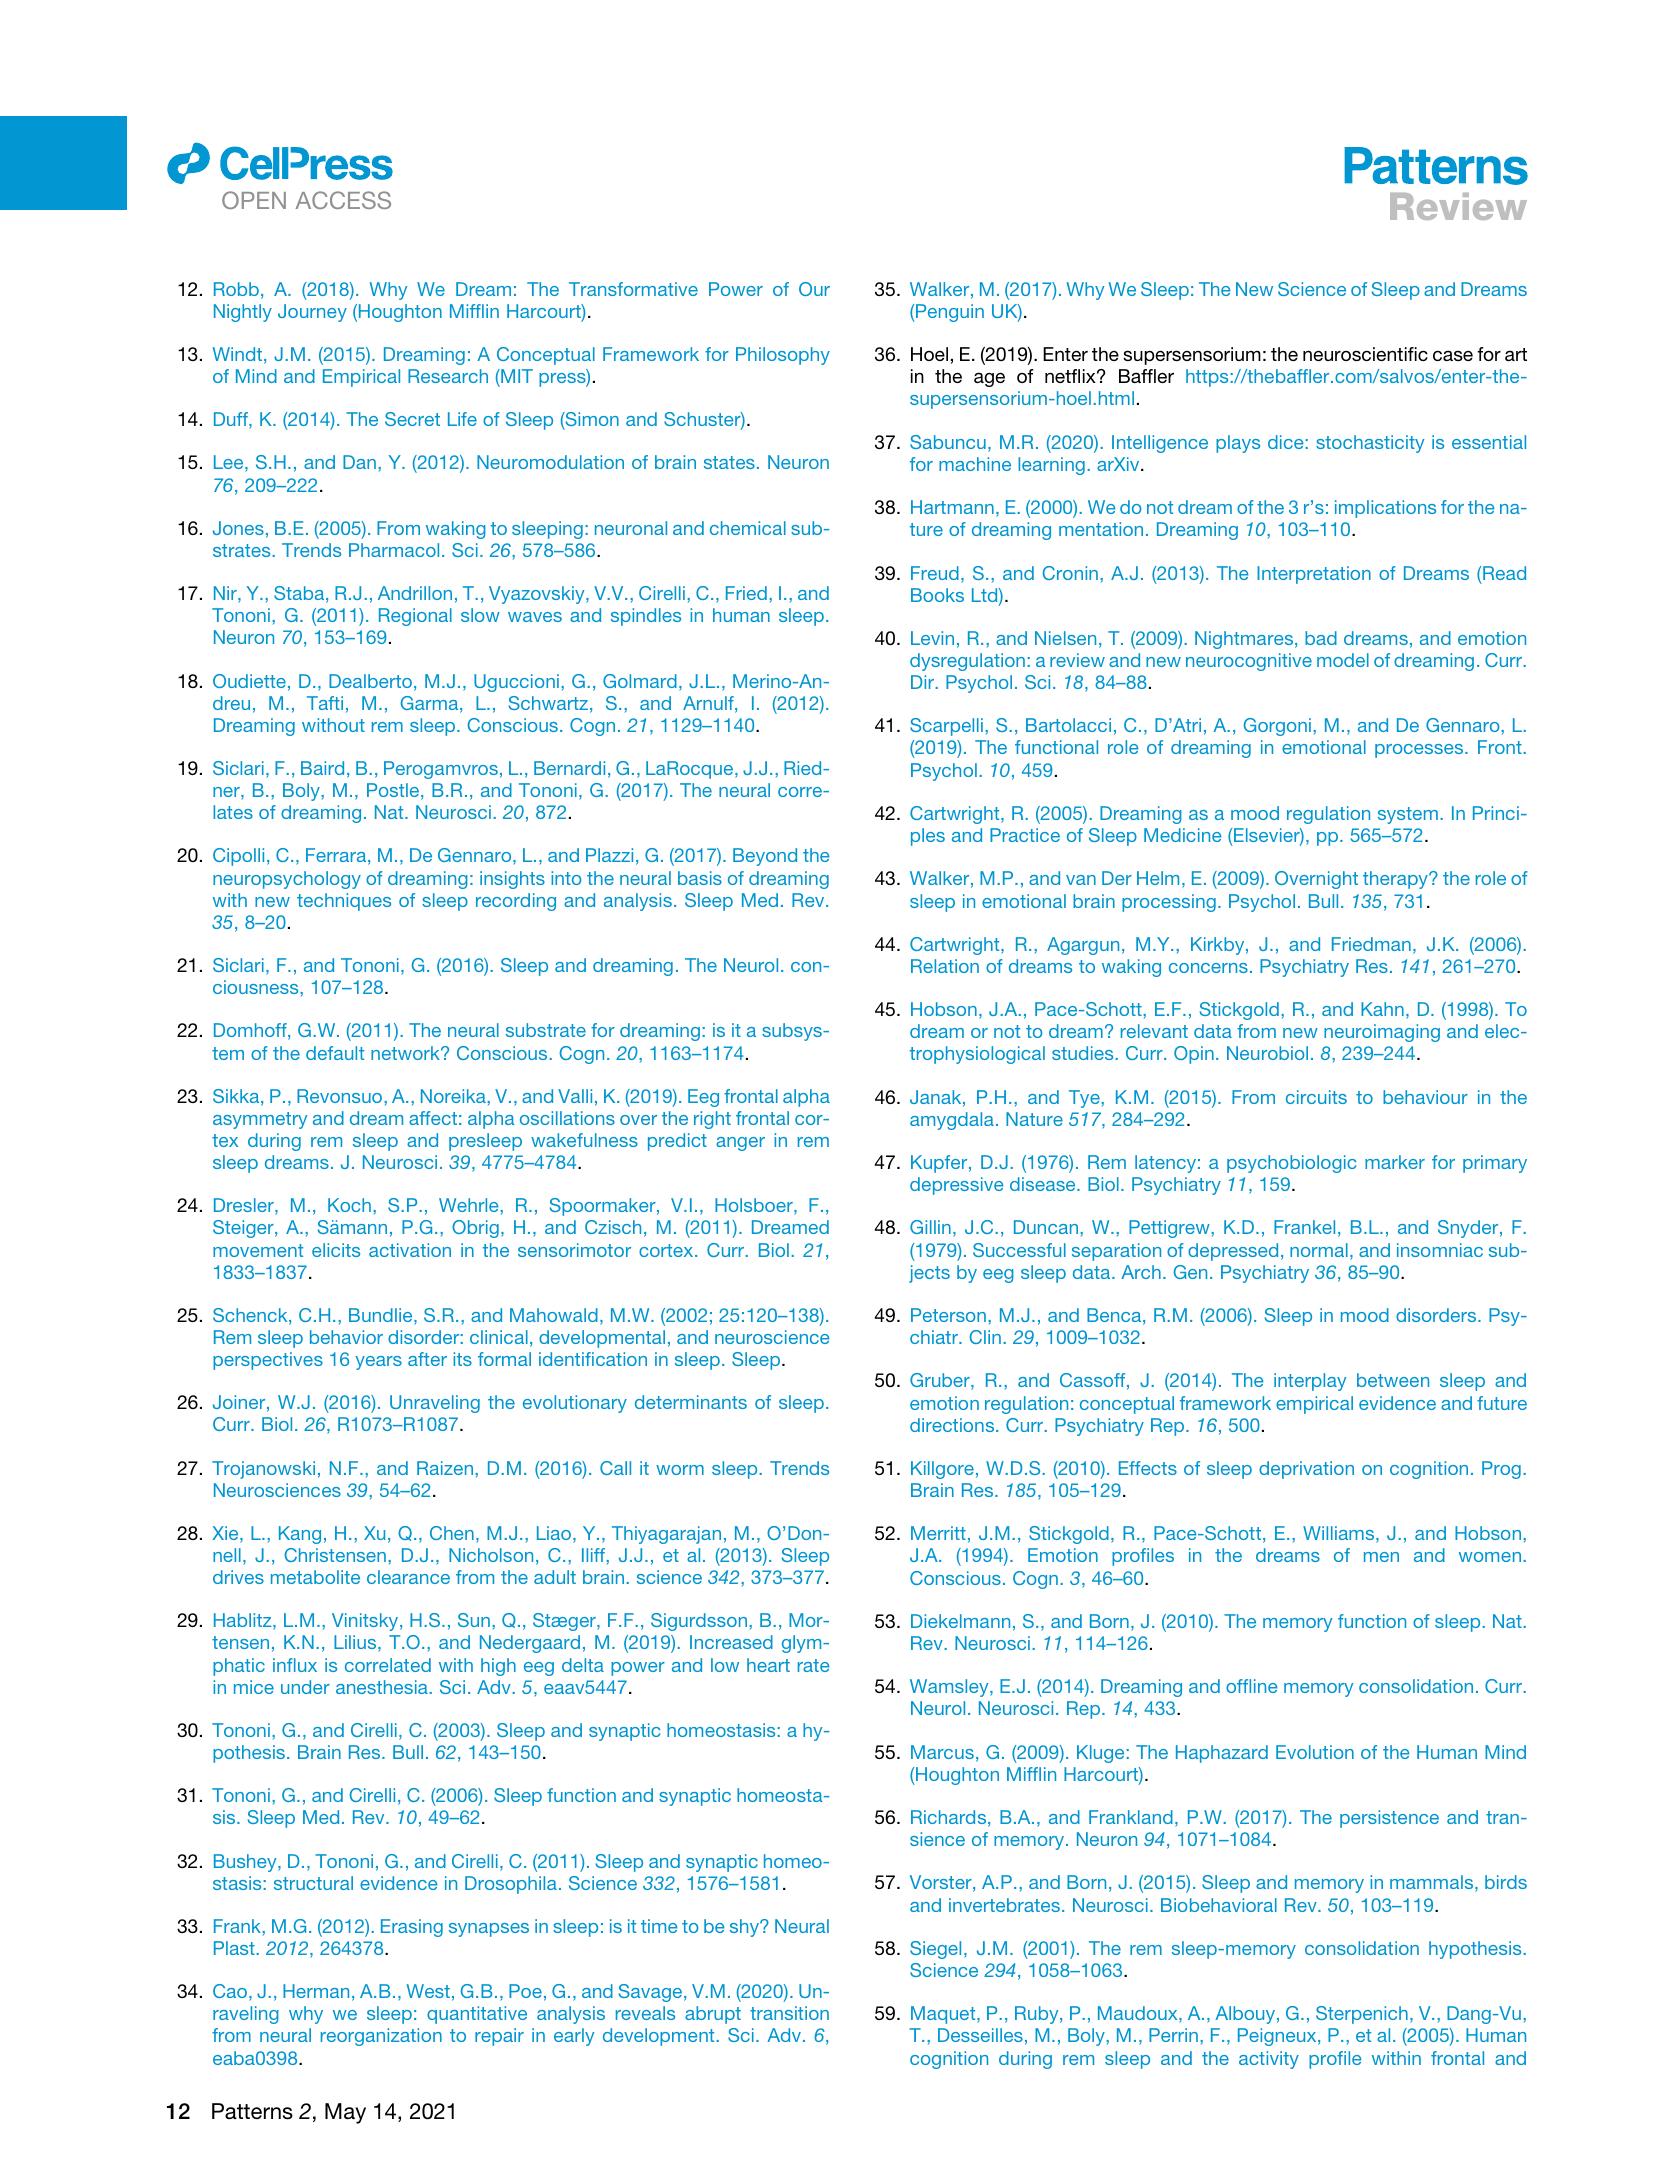 CellPress
OPEN ACCESS
Patterns
Review
12. Robb, A. (2018). Why We Dream: The Transformative Power of Our
Nightly Journey (Houghton Mifflin Harcourt).
13. Windt, J.M. (2015). Dreaming: A Conceptual Framework for Philosophy
of Mind and Empirical Research (MIT press).
14. Duff, K. (2014). The Secret Life of Sleep (Simon and Schuster).
15. Lee, S.H., and Dan, Y. (2012). Neuromodulation of brain states. Neuron
76, 209–222.
16. Jones, B.E. (2005). From waking to sleeping: neuronal and chemical sub-
strates. Trends Pharmacol. Sci. 26, 578–586.
17. Nir, Y., Staba, R.J., Andrillon, T., Vyazovskiy, V.V., Cirelli, C., Fried, I., and
Tononi, G. (2011). Regional slow waves and spindles in human sleep.
Neuron 70, 153–169.
18. Oudiette, D., Dealberto, M.J., Uguccioni, G., Golmard, J.L., Merino-An-
dreu, M., Tafti, M., Garma, L., Schwartz, S., and Arnulf, I. (2012).
Dreaming without rem sleep. Conscious. Cogn. 21, 1129–1140.
19. Siclari, F., Baird, B., Perogamvros, L., Bernardi, G., LaRocque, J.J., Ried-
ner, B., Boly, M., Postle, B.R., and Tononi, G. (2017). The neural corre-
lates of dreaming. Nat. Neurosci. 20, 872.
20. Cipolli, C., Ferrara, M., De Gennaro, L., and Plazzi, G. (2017). Beyond the
neuropsychology of dreaming: insights into the neural basis of dreaming
with new techniques of sleep recording and analysis. Sleep Med. Rev.
35, 8–20.
21. Siclari, F., and Tononi, G. (2016). Sleep and dreaming. The Neurol. con-
ciousness, 107–128.
22. Domhoff, G.W. (2011). The neural substrate for dreaming: is it a subsys-
tem of the default network? Conscious. Cogn. 20, 1163–1174.
23. Sikka, P., Revonsuo, A., Noreika, V., and Valli, K. (2019). Eeg frontal alpha
asymmetry and dream affect: alpha oscillations over the right frontal cor-
tex during rem sleep and presleep wakefulness predict anger in rem
sleep dreams. J. Neurosci. 39, 4775–4784.
24. Dresler, M., Koch, S.P., Wehrle, R., Spoormaker, V.I., Holsboer, F.,
Steiger, A., Sämann, P.G., Obrig, H., and Czisch, M. (2011). Dreamed
movement elicits activation in the sensorimotor cortex. Curr. Biol. 21,
1833–1837.
25. Schenck, C.H., Bundlie, S.R., and Mahowald, M.W. (2002; 25:120–138).
Rem sleep behavior disorder: clinical, developmental, and neuroscience
perspectives 16 years after its formal identification in sleep. Sleep.
26. Joiner, W.J. (2016). Unraveling the evolutionary determinants of sleep.
Curr. Biol. 26, R1073–R1087.
27. Trojanowski, N.F., and Raizen, D.M. (2016). Call it worm sleep. Trends
Neurosciences 39, 54–62.
28. Xie, L., Kang, H., Xu, Q., Chen, M.J., Liao, Y., Thiyagarajan, M., O'Don-
nell, J., Christensen, D.J., Nicholson, C., Iliff, J.J., et al. (2013). Sleep
drives metabolite clearance from the adult brain. science 342, 373–377.
29. Hablitz, L.M., Vinitsky, H.S., Sun, Q., Stæger, F.F., Sigurdsson, B., Mor-
tensen, K.N., Lilius, T.O., and Nedergaard, M. (2019). Increased glym-
phatic influx is correlated with high eeg delta power and low heart rate
in mice under anesthesia. Sci. Adv. 5, eaav5447.
30. Tononi, G., and Cirelli, C. (2003). Sleep and synaptic homeostasis: a hy-
pothesis. Brain Res. Bull. 62, 143–150.
31. Tononi, G., and Cirelli, C. (2006). Sleep function and synaptic homeosta-
sis. Sleep Med. Rev. 10, 49–62.
32. Bushey, D., Tononi, G., and Cirelli, C. (2011). Sleep and synaptic homeo-
stasis: structural evidence in Drosophila. Science 332, 1576–1581.
33. Frank, M.G. (2012). Erasing synapses in sleep: is it time to be shy? Neural
Plast. 2012, 264378.
34. Cao, J., Herman, A.B., West, G.B., Poe, G., and Savage, V.M. (2020). Un-
raveling why we sleep: quantitative analysis reveals abrupt transition
from neural reorganization to repair in early development. Sci. Adv. 6,
eaba0398.
35. Walker, M. (2017). Why We Sleep: The New Science of Sleep and Dreams
(Penguin UK).
36. Hoel, E. (2019). Enter the supersensorium: the neuroscientific case for art
in the age of netflix? Baffler https://thebaffler.com/salvos/enter-the-
supersensorium-hoel.html.
37. Sabuncu, M.R. (2020). Intelligence plays dice: stochasticity is essential
for machine learning. arXiv.
38. Hartmann, E. (2000). We do not dream of the 3 r's: implications for the na-
ture of dreaming mentation. Dreaming 10, 103–110.
39. Freud, S., and Cronin, A.J. (2013). The Interpretation of Dreams (Read
Books Ltd).
40. Levin, R., and Nielsen, T. (2009). Nightmares, bad dreams, and emotion
dysregulation: a review and new neurocognitive model of dreaming. Curr.
Dir. Psychol. Sci. 18, 84–88.
41. Scarpelli, S., Bartolacci, C., D'Atri, A., Gorgoni, M., and De Gennaro, L.
(2019). The functional role of dreaming in emotional processes. Front.
Psychol. 10, 459.
42. Cartwright, R. (2005). Dreaming as a mood regulation system. In Princi-
ples and Practice of Sleep Medicine (Elsevier), pp. 565–572.
43. Walker, M.P., and van Der Helm, E. (2009). Overnight therapy? the role of
sleep in emotional brain processing. Psychol. Bull. 135, 731.
44. Cartwright, R., Agargun, M.Y., Kirkby, J., and Friedman, J.K. (2006).
Relation of dreams to waking concerns. Psychiatry Res. 141, 261–270.
45. Hobson, J.A., Pace-Schott, E.F., Stickgold, R., and Kahn, D. (1998). To
dream or not to dream? relevant data from new neuroimaging and elec-
trophysiological studies. Curr. Opin. Neurobiol. 8, 239–244.
46. Janak, P.H., and Tye, K.M. (2015). From circuits to behaviour in the
amygdala. Nature 517, 284–292.
47. Kupfer, D.J. (1976). Rem latency: a psychobiologic marker for primary
depressive disease. Biol. Psychiatry 11, 159.
48. Gillin, J.C., Duncan, W., Pettigrew, K.D., Frankel, B.L., and Snyder, F.
(1979). Successful separation of depressed, normal, and insomniac sub-
jects by eeg sleep data. Arch. Gen. Psychiatry 36, 85–90.
49. Peterson, M.J., and Benca, R.M. (2006). Sleep in mood disorders. Psy-
chiatr. Clin. 29, 1009–1032.
50. Gruber, R., and Cassoff, J. (2014). The interplay between sleep and
emotion regulation: conceptual framework empirical evidence and future
directions. Curr. Psychiatry Rep. 16, 500.
51. Killgore, W.D.S. (2010). Effects of sleep deprivation on cognition. Prog.
Brain Res. 185, 105–129.
52. Merritt, J.M., Stickgold, R., Pace-Schott, E., Williams, J., and Hobson,
J.A. (1994). Emotion profiles in the dreams of men and women.
Conscious. Cogn. 3, 46–60.
53. Diekelmann, S., and Born, J. (2010). The memory function of sleep. Nat.
Rev. Neurosci. 11, 114–126.
54. Wamsley, E.J. (2014). Dreaming and offline memory consolidation. Curr.
Neurol. Neurosci. Rep. 14, 433.
55. Marcus, G. (2009). Kluge: The Haphazard Evolution of the Human Mind
(Houghton Mifflin Harcourt).
56. Richards, B.A., and Frankland, P.W. (2017). The persistence and tran-
sience of memory. Neuron 94, 1071–1084.
57. Vorster, A.P., and Born, J. (2015). Sleep and memory in mammals, birds
and invertebrates. Neurosci. Biobehavioral Rev. 50, 103–119.
58. Siegel, J.M. (2001). The rem sleep-memory consolidation hypothesis.
Science 294, 1058–1063.
59. Maquet, P., Ruby, P., Maudoux, A., Albouy, G., Sterpenich, V., Dang-Vu,
T., Desseilles, M., Boly, M., Perrin, F., Peigneux, P., et al. (2005). Human
cognition during rem sleep and the activity profile within frontal and
12 Patterns 2, May 14, 2021